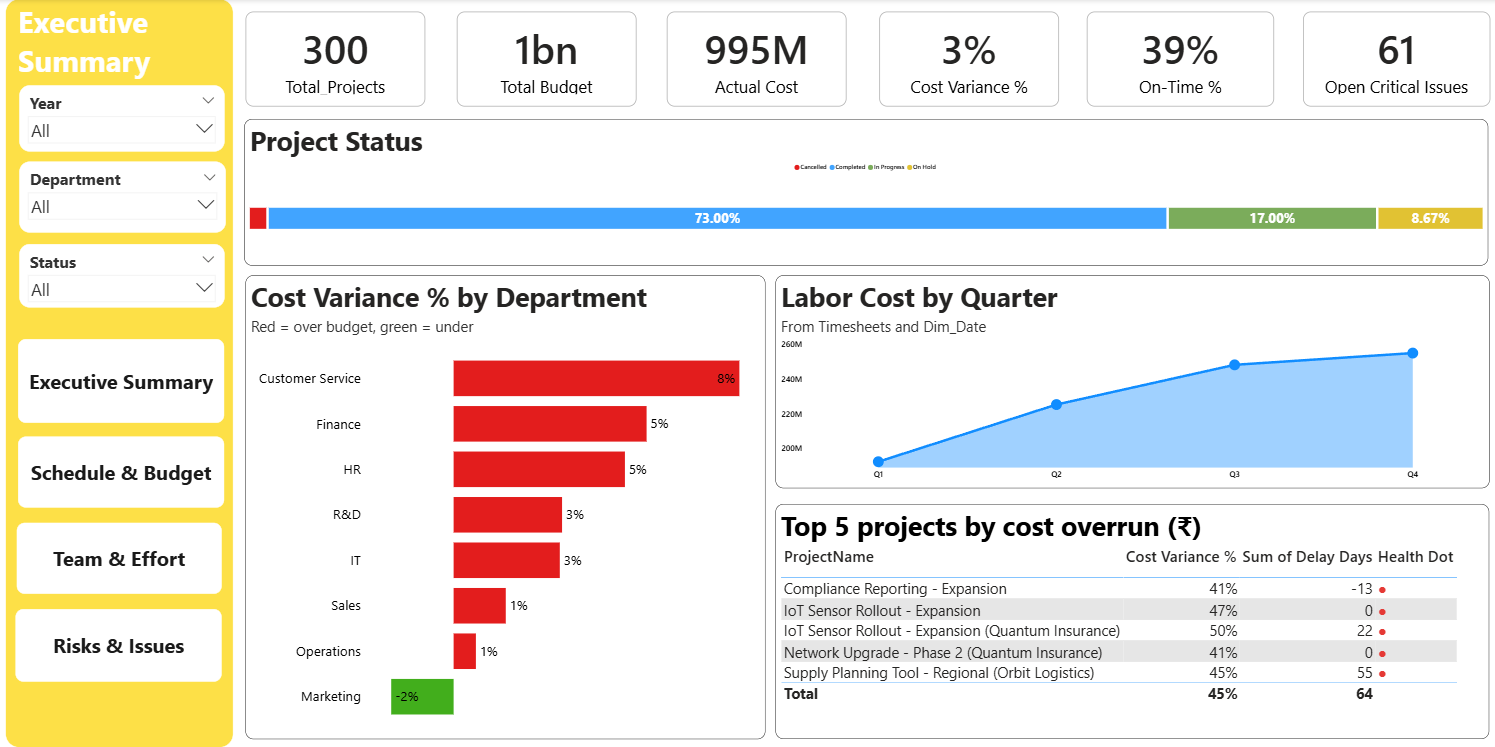 Executive
Summary
Year
All
Department
All
Status
All
Executive Summary
Schedule & Budget
Team & Effort
Risks & Issues
300
Total_Projects
1bn
Total Budget
995M
Actual Cost
3%
Cost Variance %
39%
On-Time %
61
Open Critical Issues
Project Status
Cancelled Completed In Progress On Hold
73.00% 17.00% 8.67%
Cost Variance % by Department
Red = over budget, green = under
Customer Service 8%
Finance 5%
HR 5%
R&D 3%
IT 3%
Sales 1%
Operations 1%
Marketing -2%
Labor Cost by Quarter
From Timesheets and Dim_Date
260M
240M
220M
200M
Q1 Q2 Q3 Q4
Top 5 projects by cost overrun (₹)
ProjectName Cost Variance % Sum of Delay Days Health Dot
Compliance Reporting - Expansion 41% -13
IoT Sensor Rollout - Expansion 47% 0
IoT Sensor Rollout - Expansion (Quantum Insurance) 50% 22
Network Upgrade - Phase 2 (Quantum Insurance) 41% 0
Supply Planning Tool - Regional (Orbit Logistics) 45% 55
Total 45% 64